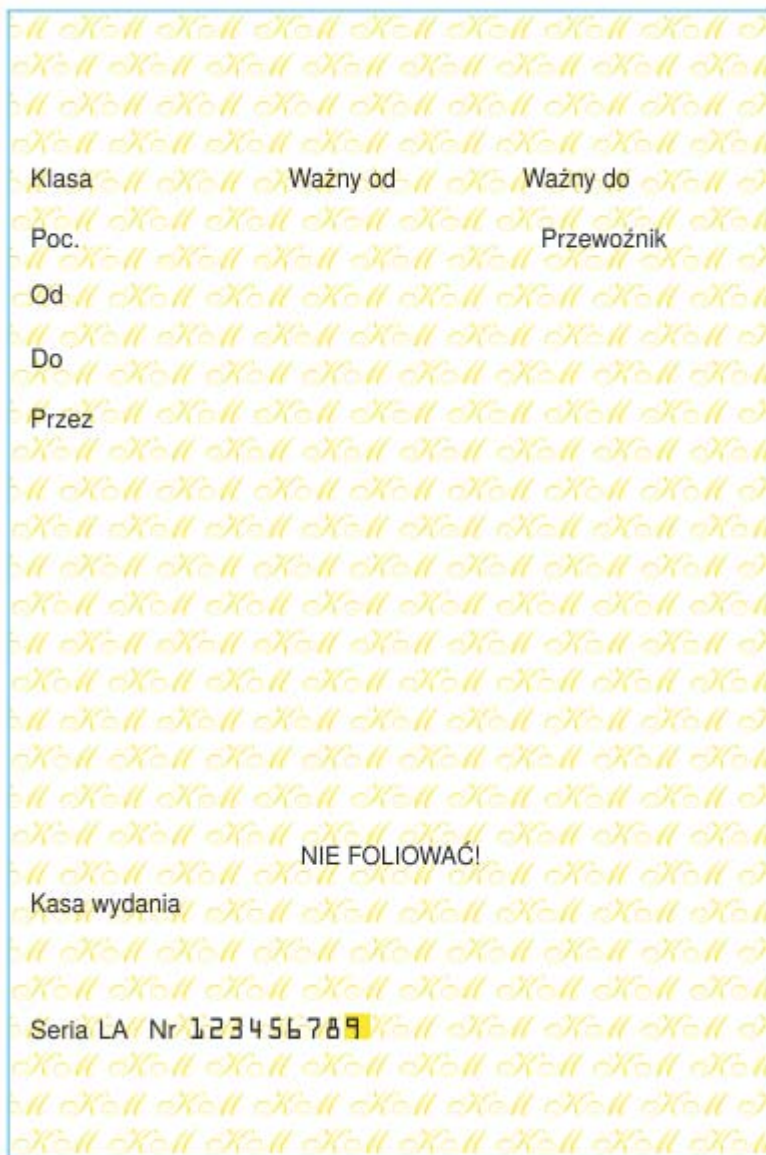 Klasa Ważny od Ważny do
Poc. Przewoźnik
Od
Do
Przez
NIE FOLIOWAĆ!
Kasa wydania
Seria LA Nr 123456789